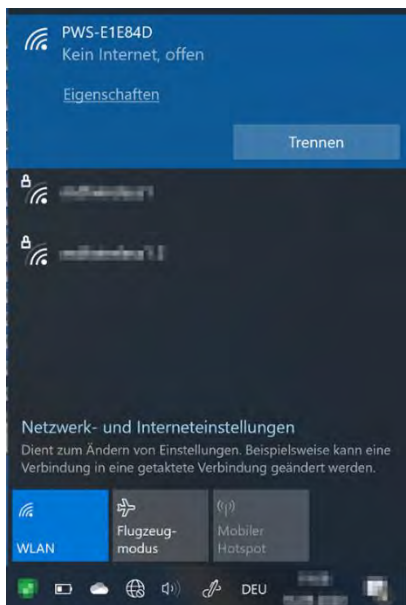 PWS-E1E84D
Kein Internet, offen
Eigenschaften
Trennen
Netzwerk- und Interneteinstellungen
Dient zum Ändern von Einstellungen. Beispielsweise kann eine
Verbindung in eine getaktete Verbindung geändert werden.
WLAN
Flugzeug-
modus
Mobiler
Hotspot
DEU